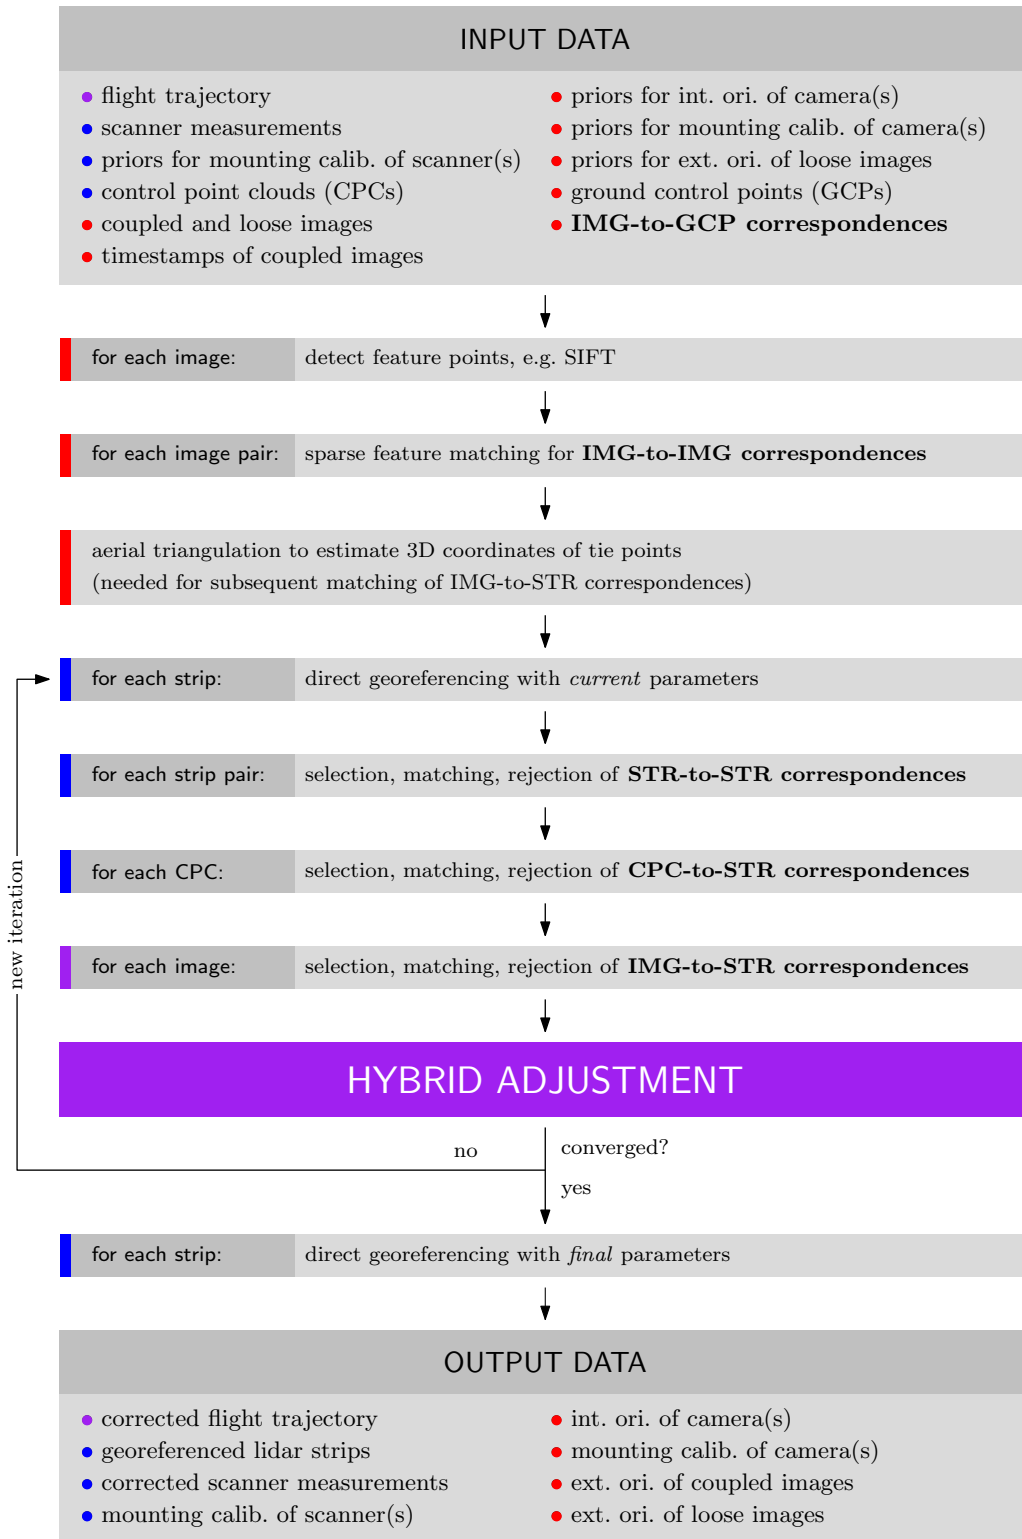 INPUT DATA
flight trajectory
scanner measurements
priors for mounting calib. of scanner(s)
control point clouds (CPCs)
coupled and loose images
timestamps of coupled images
priors for int. ori. of camera(s)
priors for mounting calib. of camera(s)
priors for ext. ori. of loose images
ground control points (GCPs)
IMG-to-GCP correspondences
for each image: detect feature points, e.g. SIFT
for each image pair: sparse feature matching for IMG-to-IMG correspondences
aerial triangulation to estimate 3D coordinates of tie points
(needed for subsequent matching of IMG-to-STR correspondences)
for each strip: direct georeferencing with current parameters
for each strip pair: selection, matching, rejection of STR-to-STR correspondences
for each CPC: selection, matching, rejection of CPC-to-STR correspondences
for each image: selection, matching, rejection of IMG-to-STR correspondences
new iteration
HYBRID ADJUSTMENT
no
converged?
yes
for each strip: direct georeferencing with final parameters
OUTPUT DATA
corrected flight trajectory
georeferenced lidar strips
corrected scanner measurements
mounting calib. of scanner(s)
int. ori. of camera(s)
mounting calib. of camera(s)
ext. ori. of coupled images
ext. ori. of loose images